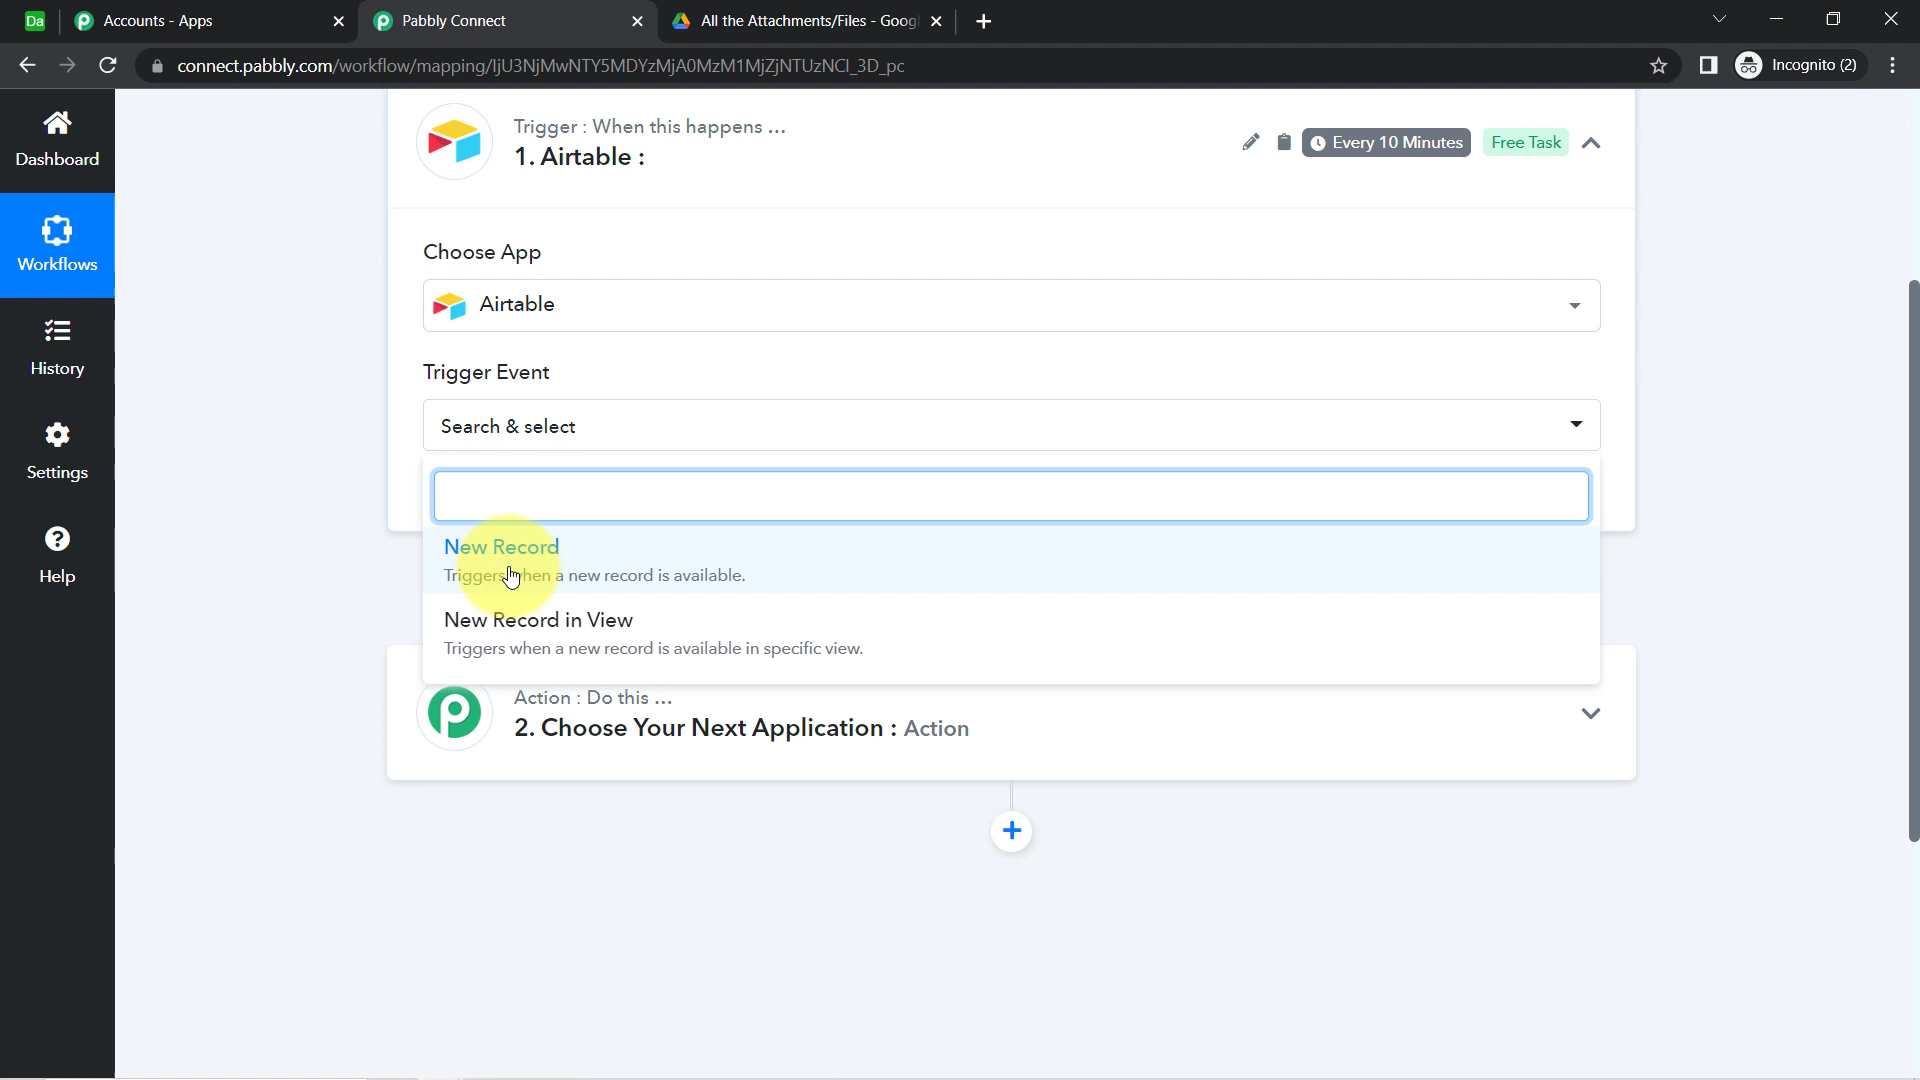 Da
Accounts - Apps
Pabbly Connect
All the Attachments/Files - Goog
connect.pabbly.com/workflow/mapping/IjU3NjMwNTY5MDYzMjA0MzM1MjZjNTUzNCI_3D_pc
Incognito (2)
Dashboard
Workflows
History
Settings
Help
Trigger : When this happens ...
1. Airtable :
Every 10 Minutes
Free Task
Choose App
Airtable
Trigger Event
Search & select
New Record
Triggers when a new record is available.
New Record in View
Triggers when a new record is available in specific view.
Action : Do this ...
2. Choose Your Next Application : Action